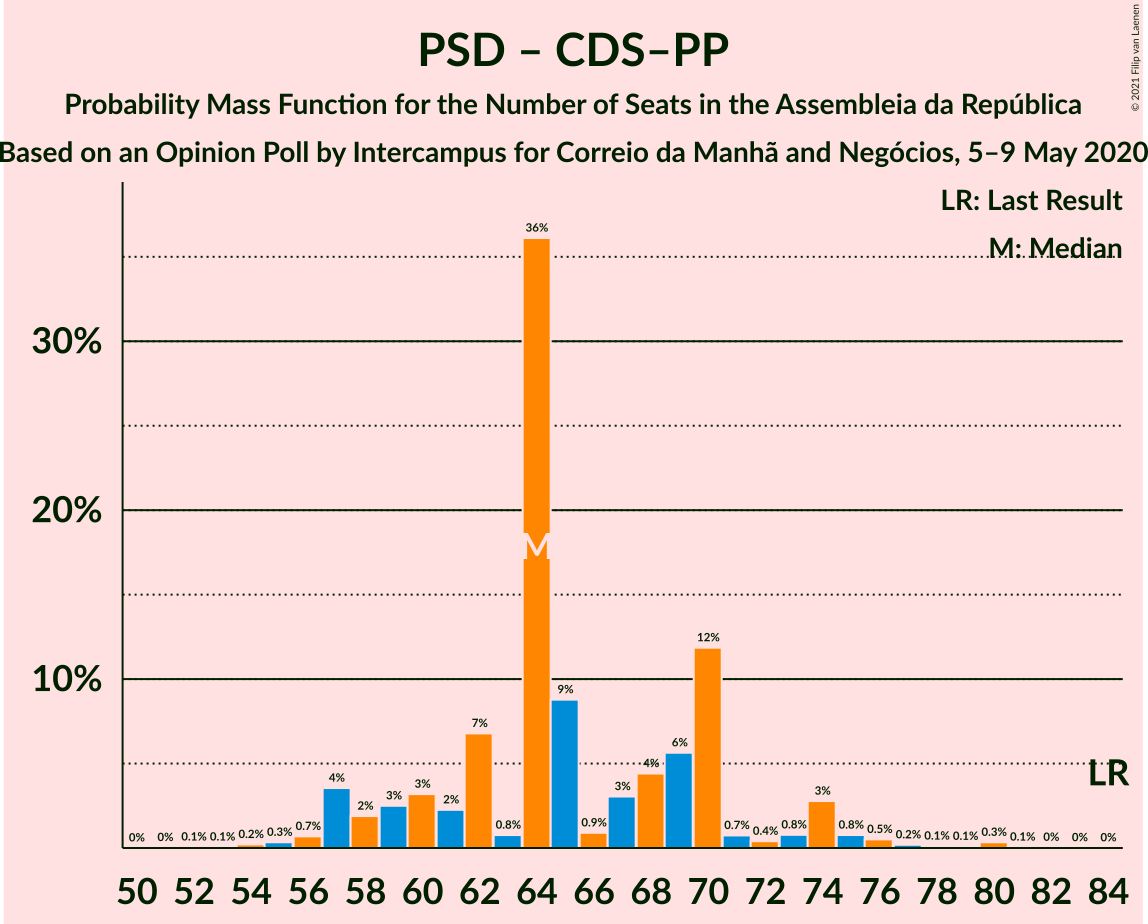 PSD – CDS–PP
Probability Mass Function for the Number of Seats in the Assembleia da República
Based on an Opinion Poll by Intercampus for Correio da Manhã and Negócios, 5–9 May 2020
© 2021 Filip van Laenen
LR: Last Result
M: Median
30%
20%
10%
0% 0% 0.1% 0.1% 0.2% 0.3% 0.7% 4% 2% 3% 3% 2% 7% 0.8% 36% 9% 0.9% 3% 4% 6% 12% 0.7% 0.4% 0.8% 3% 0.8% 0.5% 0.2% 0.1% 0.1% 0.3% 0.1% 0% 0% 0%
M
LR
50 52 54 56 58 60 62 64 66 68 70 72 74 76 78 80 82 84